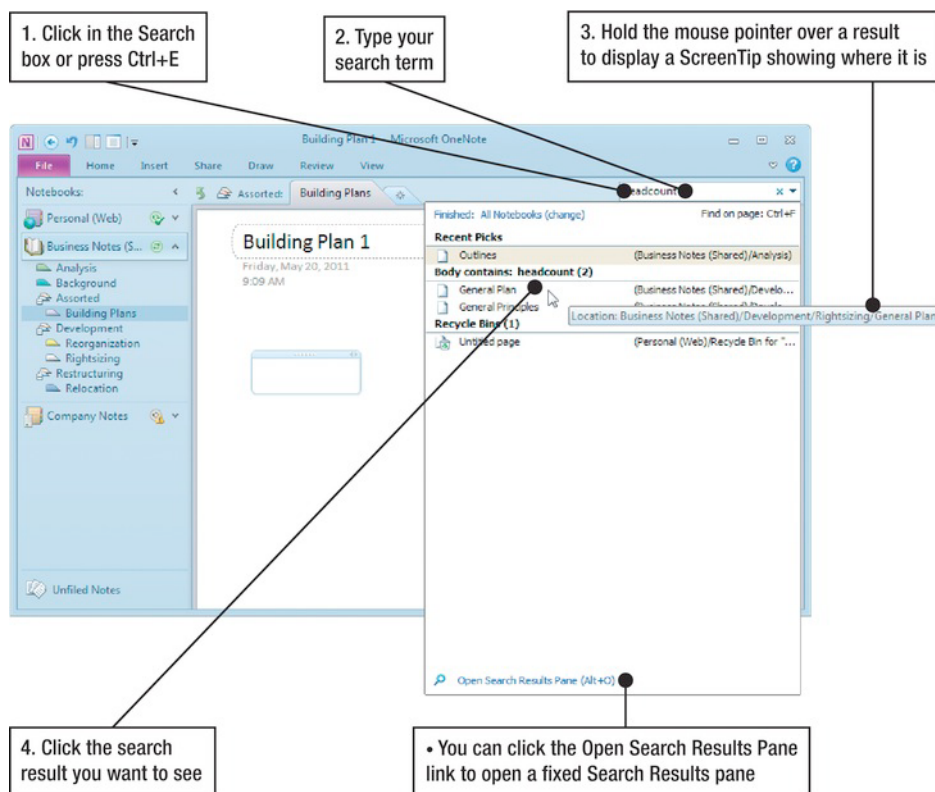 1. Click in the Search
box or press Ctrl+E
2. Type your
search term
3. Hold the mouse pointer over a result
to display a ScreenTip showing where it is
Building Plan 1 - Microsoft OneNote
File Home Insert Share Draw Review View
Notebooks:
Assorted: Building Plans
eadcount
Personal (Web)
Business Notes (S...
Analysis
Background
Assorted
Building Plans
Development
Reorganization
Rightsizing
Restructuring
Relocation
Company Notes
Unfiled Notes
Building Plan 1
Friday, May 20, 2011
9:09 AM
Finished: All Notebooks (change) Find on page: Ctrl+F
Recent Picks
Outlines (Business Notes (Shared)/Analysis)
Body contains: headcount (2)
General Plan (Business Notes (Shared)/Develo...
General Principles (Business Notes (Shared)/Develo...
Location: Business Notes (Shared)/Development/Rightsizing/General Plan
Recycle Bins (1)
Untitled page (Personal (Web)/Recycle Bin for "...
Open Search Results Pane (Alt+O)
4. Click the search
result you want to see
• You can click the Open Search Results Pane
link to open a fixed Search Results pane